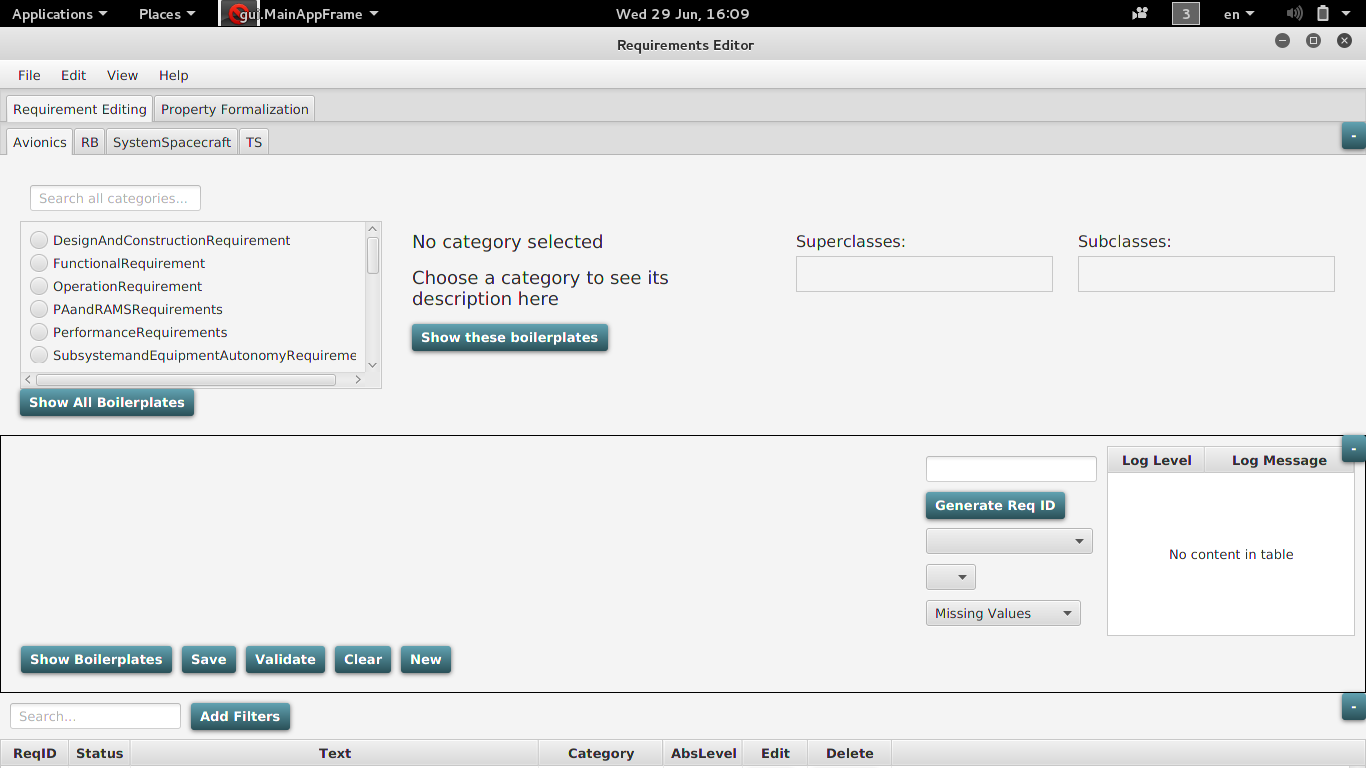 Applications Places gui.MainAppFrame Wed 29 Jun, 16:09 3 en
Requirements Editor
File Edit View Help
Requirement Editing Property Formalization
Avionics RB SystemSpacecraft TS -
Search all categories...
DesignAndConstructionRequirement
FunctionalRequirement
OperationRequirement
PAandRAMSRequirements
PerformanceRequirements
SubsystemandEquipmentAutonomyRequireme
Show All Boilerplates
No category selected
Choose a category to see its
description here
Show these boilerplates
Superclasses: Subclasses:
-
Log Level Log Message
Generate Req ID
No content in table
Missing Values
Show Boilerplates Save Validate Clear New
Search... Add Filters -
ReqID Status Text Category AbsLevel Edit Delete